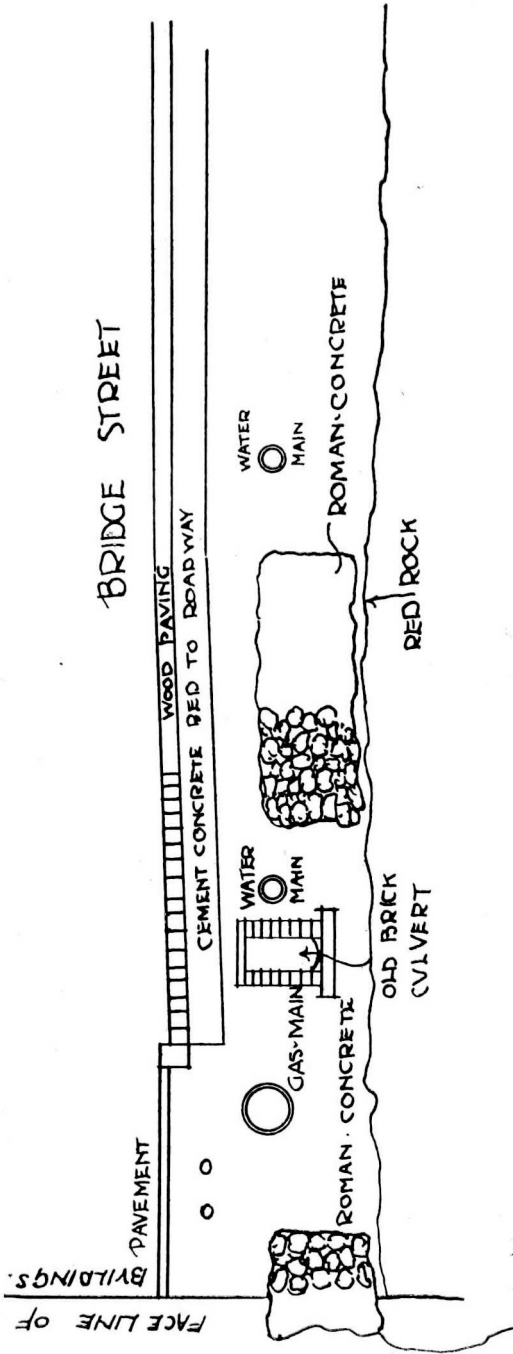 BRIDGE STREET
FACE LINE OF
BUILDINGS.
PAVEMENT
WOOD PAVING
CEMENT CONCRETE BED TO ROADWAY
GAS-MAIN
WATER
MAIN
WATER
MAIN
ROMAN·CONCRETE
OLD BRICK
CULVERT
ROMAN·CONCRETE
RED ROCK